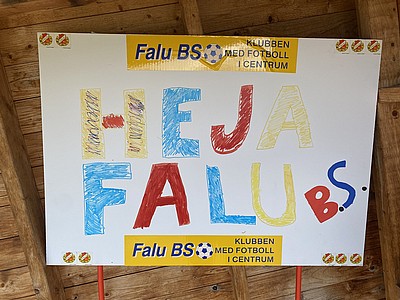 Falu BS
KLUBBEN
MED FOTBOLL
I CENTRUM
HEJA
FALU B.S.
Falu BS
KLUBBEN
MED FOTBOLL
I CENTRUM